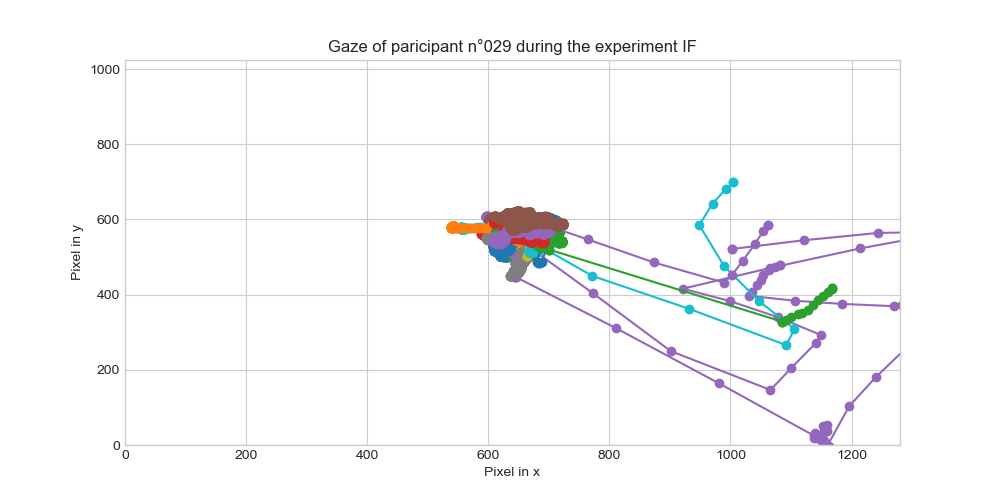 Gaze of paricipant n°029 during the experiment IF
1000
800
600
400
200
0
Pixel in y
0 200 400 600 800 1000 1200
Pixel in x